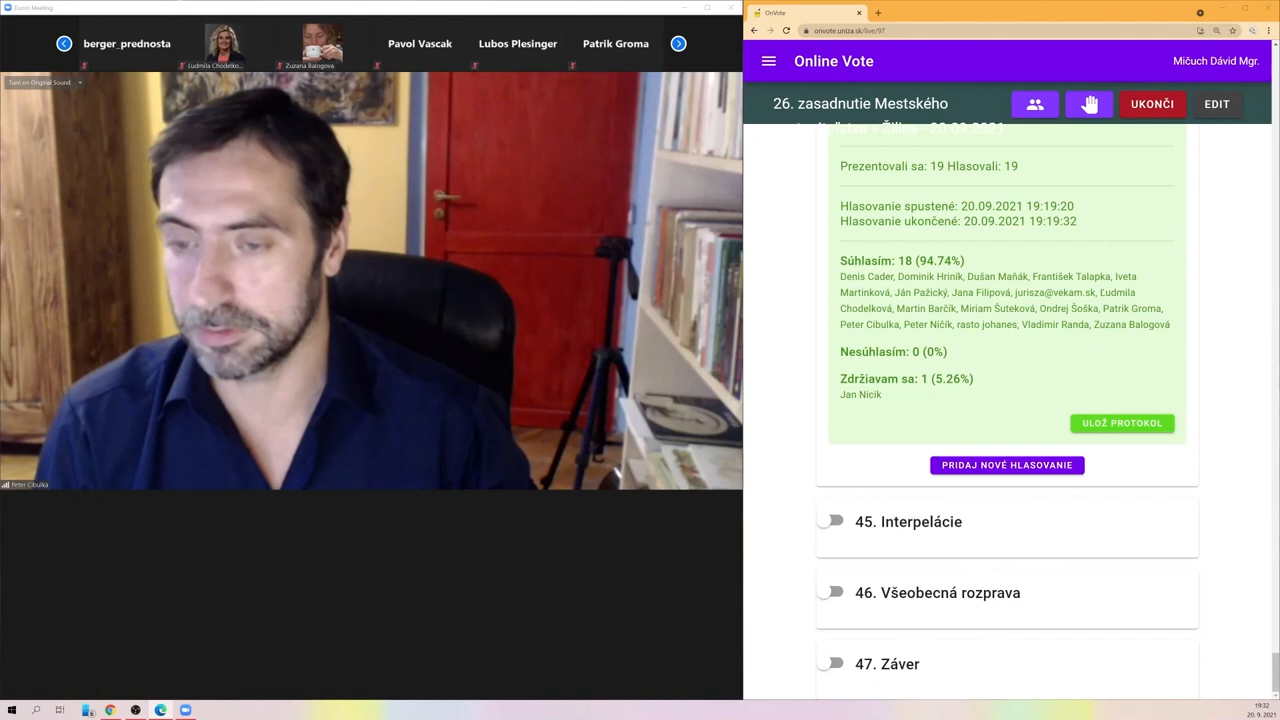 Zoom Meeting
berger_prednosta
Ľudmila Chodelko...
Zuzana Balogova
Pavol Vascak
Lubos Plesinger
Patrik Groma
Turn on Original Sound
Peter Cibulka
OnVote
onvote.uniza.sk/live/97
Online Vote
Mičuch Dávid Mgr.
26. zasadnutie Mestského
v Žiline - 20.09.2021
UKONČI
EDIT
Prezentovali sa: 19 Hlasovali: 19
Hlasovanie spustené: 20.09.2021 19:19:20
Hlasovanie ukončené: 20.09.2021 19:19:32
Súhlasím: 18 (94.74%)
Denis Cader, Dominik Hriník, Dušan Maňák, František Talapka, Iveta
Martinková, Ján Pažický, Jana Filipová, jurisza@vekam.sk, Ľudmila
Chodelková, Martin Barčík, Miriam Šuteková, Ondrej Šoška, Patrik Groma,
Peter Cibulka, Peter Ničík, rasto johanes, Vladimir Randa, Zuzana Balogová
Nesúhlasím: 0 (0%)
Zdržiavam sa: 1 (5.26%)
Jan Nicik
ULOŽ PROTOKOL
PRIDAJ NOVÉ HLASOVANIE
45. Interpelácie
46. Všeobecná rozprava
47. Záver
19:32
20. 9. 2021